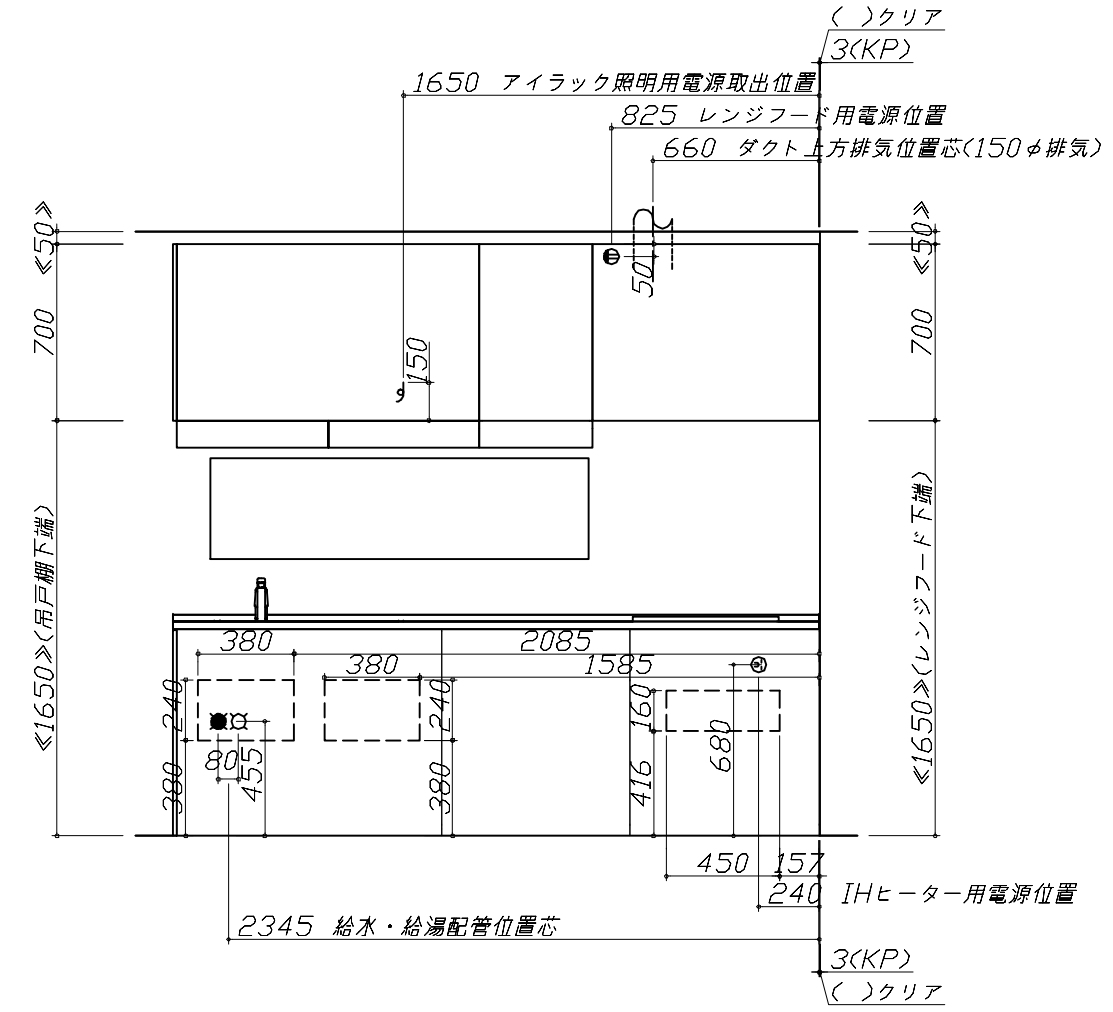 ( )クリア
3(KP)
1650 アイラック照明用電源取出位置
825 レンジフード用電源位置
660 ダクト上方排気位置芯(150φ排気)
≪50≫
≪50≫
50
700
700
150
≪1650≫(吊戸棚下端)
≪1650≫(レンジフード下端)
380
2085
380
1585
240
240
160
680
80
455
380
380
416
450
157
240 IHヒーター用電源位置
2345 給水・給湯配管位置芯
3(KP)
( )クリア